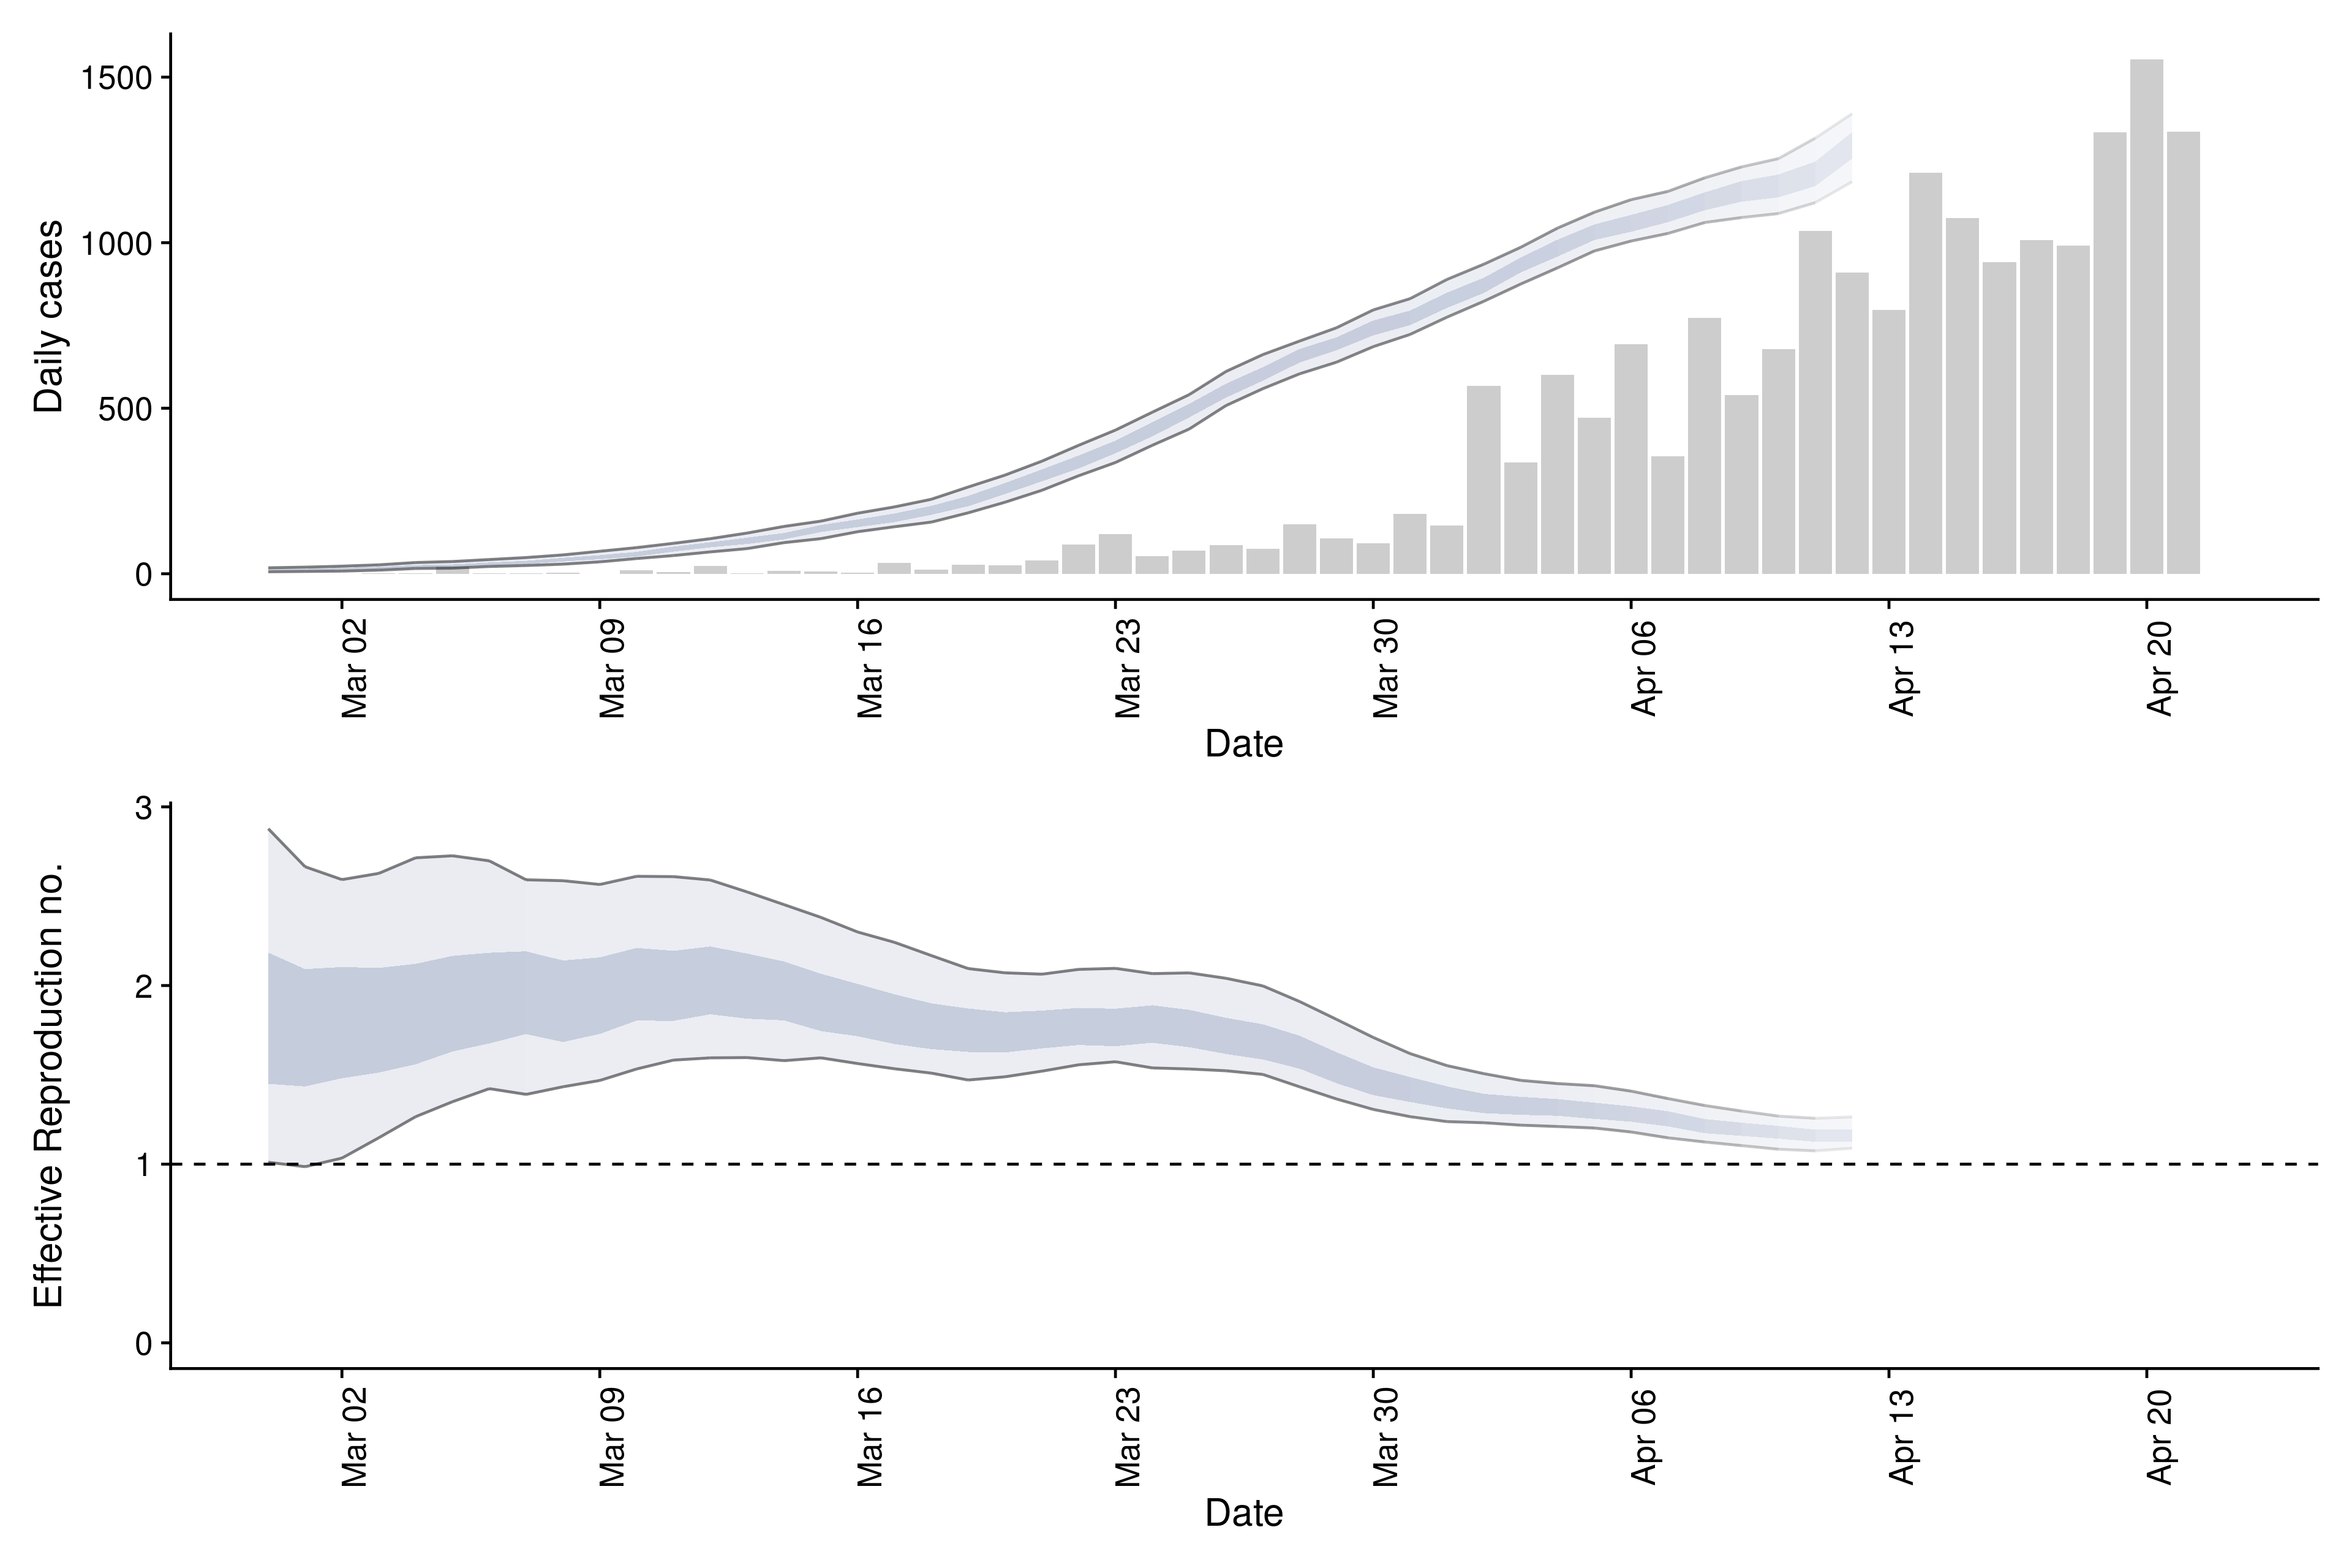 Daily cases
1500
1000
500
0
Mar 02
Mar 09
Mar 16
Mar 23
Mar 30
Apr 06
Apr 13
Apr 20
Date
Effective Reproduction no.
3
2
1
0
Mar 02
Mar 09
Mar 16
Mar 23
Mar 30
Apr 06
Apr 13
Apr 20
Date